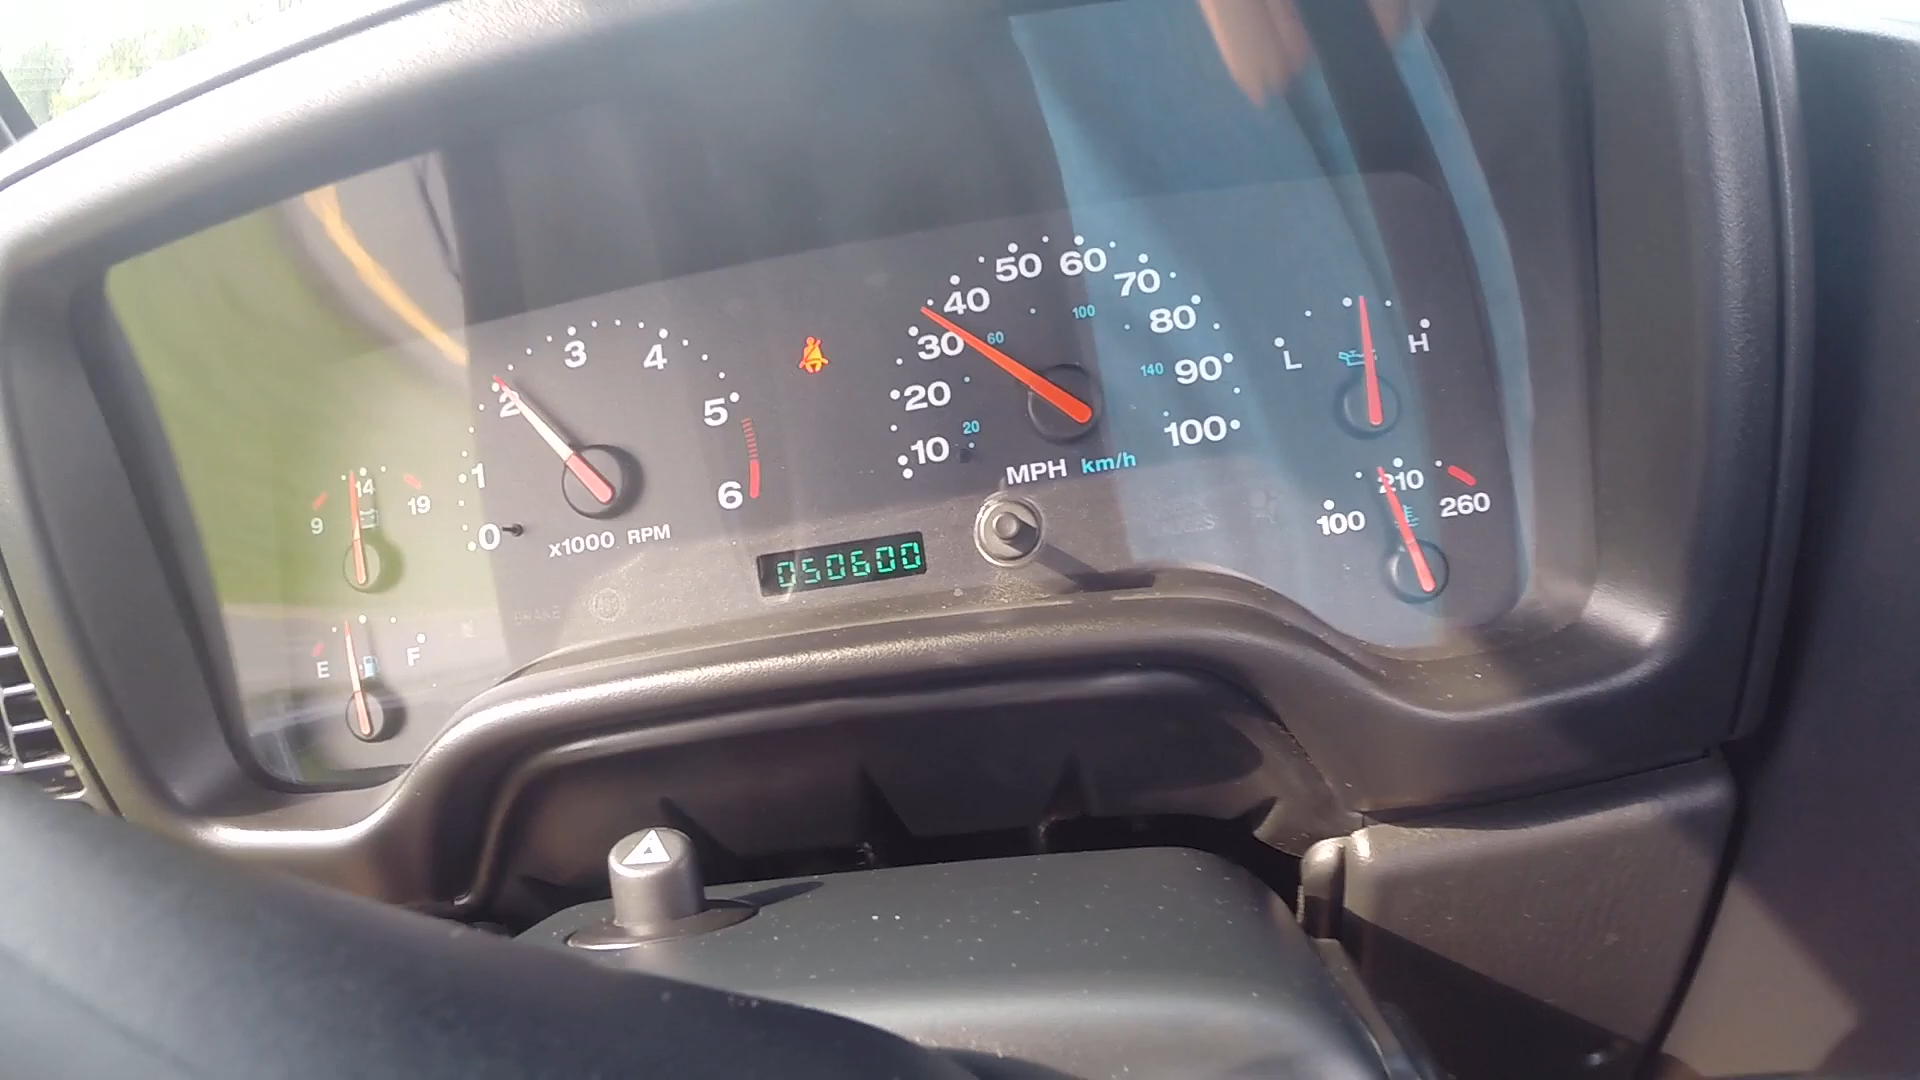 0 1 2 3 4 5 6
x1000 RPM
10 20 30 40 50 60 70 80 90 100
20 60 100 140
MPH km/h
9 14 19
E F
050600
BRAKE
L H
100 210 260